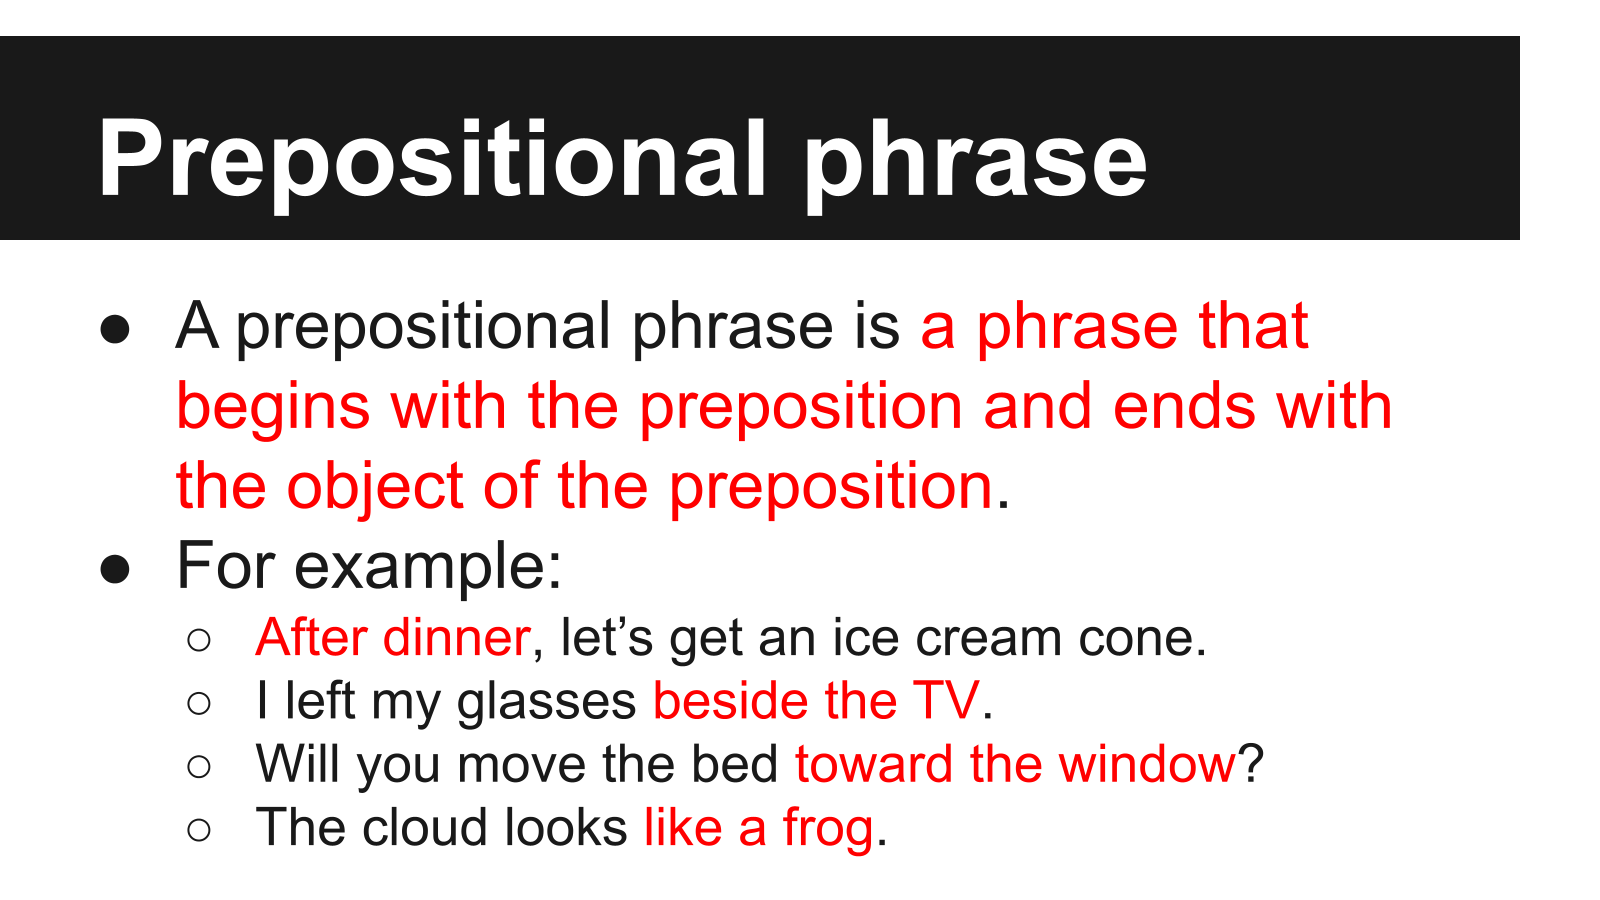 Prepositional phrase
● A prepositional phrase is a phrase that
begins with the preposition and ends with
the object of the preposition.
● For example:
○ After dinner, let’s get an ice cream cone.
○ I left my glasses beside the TV.
○ Will you move the bed toward the window?
○ The cloud looks like a frog.